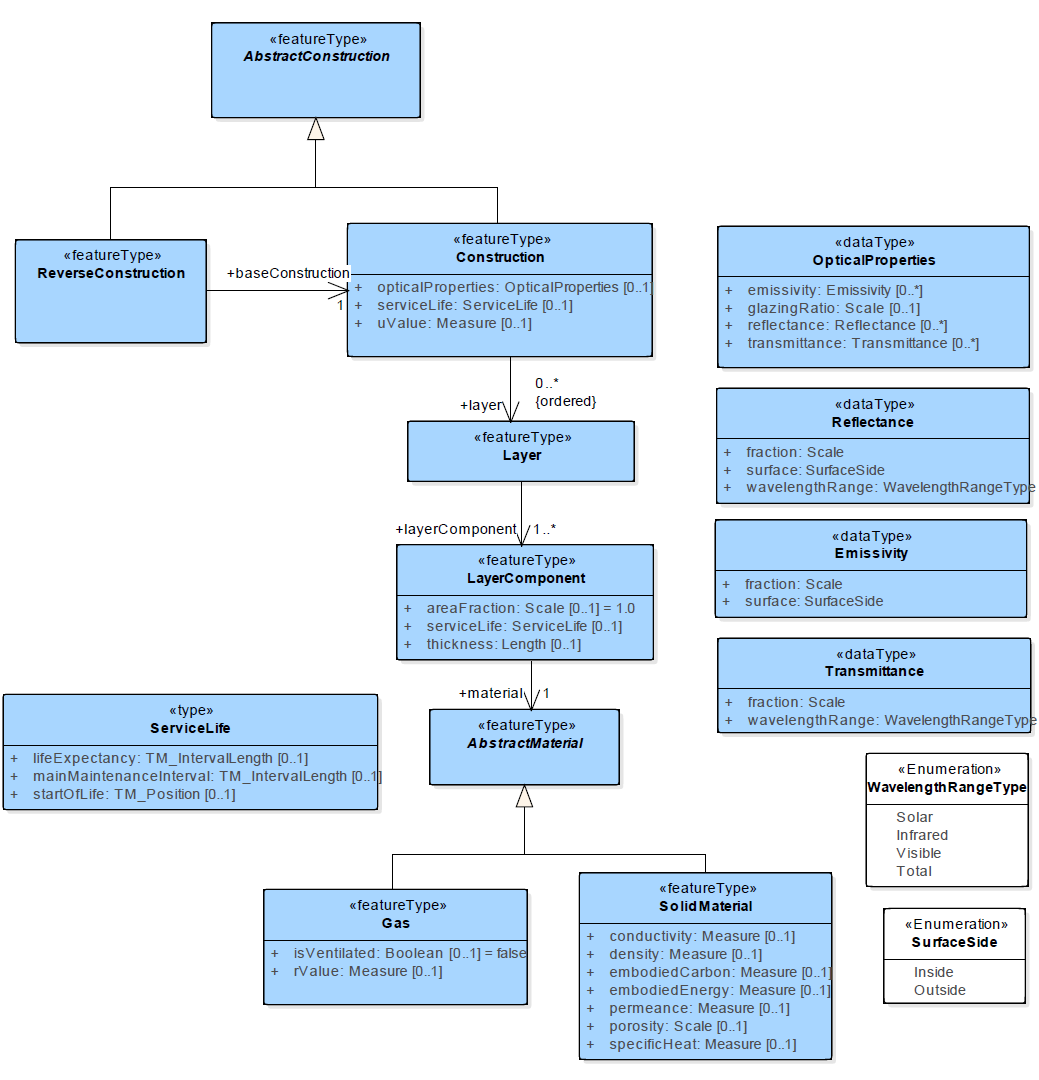 «featureType»
AbstractConstruction
«featureType»
ReverseConstruction
+baseConstruction
1
«featureType»
Construction
+ opticalProperties: OpticalProperties [0..1]
+ serviceLife: ServiceLife [0..1]
+ uValue: Measure [0..1]
«dataType»
OpticalProperties
+ emissivity: Emissivity [0..*]
+ glazingRatio: Scale [0..1]
+ reflectance: Reflectance [0..*]
+ transmittance: Transmittance [0..*]
0..*
{ordered}
+layer
«featureType»
Layer
«dataType»
Reflectance
+ fraction: Scale
+ surface: SurfaceSide
+ wavelengthRange: WavelengthRangeType
+layerComponent 1..*
«featureType»
LayerComponent
+ areaFraction: Scale [0..1] = 1.0
+ serviceLife: ServiceLife [0..1]
+ thickness: Length [0..1]
«dataType»
Emissivity
+ fraction: Scale
+ surface: SurfaceSide
«dataType»
Transmittance
+ fraction: Scale
+ wavelengthRange: WavelengthRangeType
+material 1
«featureType»
AbstractMaterial
«type»
ServiceLife
+ lifeExpectancy: TM_IntervalLength [0..1]
+ mainMaintenanceInterval: TM_IntervalLength [0..1]
+ startOfLife: TM_Position [0..1]
«Enumeration»
WavelengthRangeType
Solar
Infrared
Visible
Total
«featureType»
Gas
+ isVentilated: Boolean [0..1] = false
+ rValue: Measure [0..1]
«featureType»
SolidMaterial
+ conductivity: Measure [0..1]
+ density: Measure [0..1]
+ embodiedCarbon: Measure [0..1]
+ embodiedEnergy: Measure [0..1]
+ permeance: Measure [0..1]
+ porosity: Scale [0..1]
+ specificHeat: Measure [0..1]
«Enumeration»
SurfaceSide
Inside
Outside